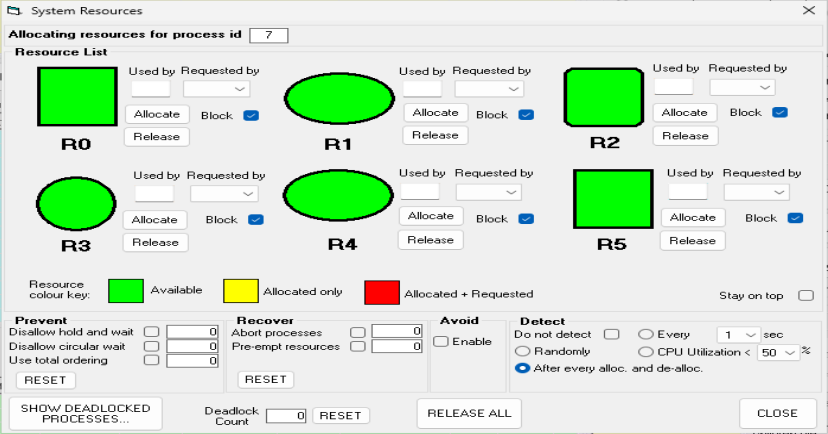 System Resources
Allocating resources for process id 7
Resource List
Used by Requested by
Allocate
Block
Release
R0
Used by Requested by
Allocate
Block
Release
R1
Used by Requested by
Allocate
Block
Release
R2
Used by Requested by
Allocate
Block
Release
R3
Used by Requested by
Allocate
Block
Release
R4
Used by Requested by
Allocate
Block
Release
R5
Resource
colour key:
Available
Allocated only
Allocated + Requested
Stay on top
Prevent
Disallow hold and wait 0
Disallow circular wait 0
Use total ordering 0
RESET
Recover
Abort processes 0
Pre-empt resources 0
RESET
Avoid
Enable
Detect
Do not detect Every 1 sec
Randomly CPU Utilization < 50 %
After every alloc. and de-alloc.
SHOW DEADLOCKED
PROCESSES...
Deadlock
Count
0
RESET
RELEASE ALL
CLOSE